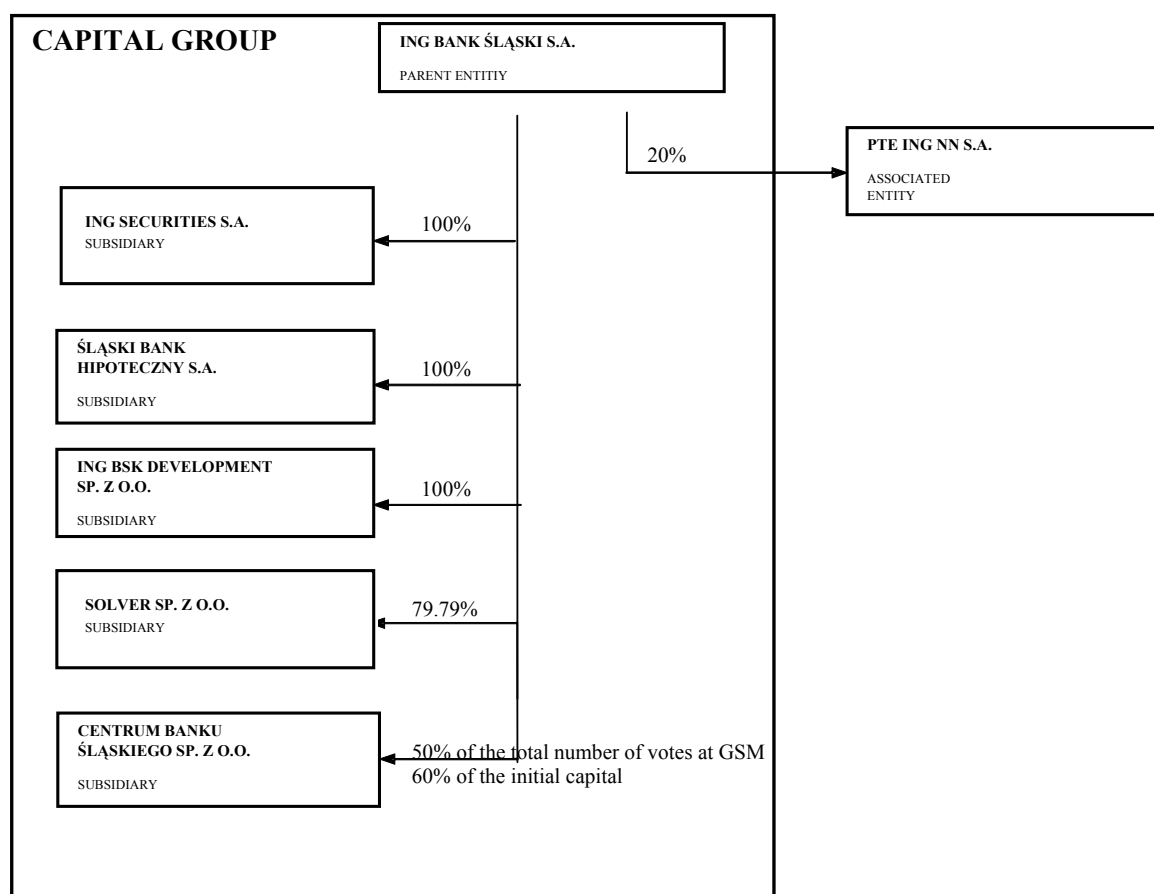 CAPITAL GROUP
ING BANK ŚLĄSKI S.A.
PARENT ENTITIY
20%
PTE ING NN S.A.
ASSOCIATED
ENTITY
ING SECURITIES S.A.
SUBSIDIARY
100%
ŚLĄSKI BANK
HIPOTECZNY S.A.
SUBSIDIARY
100%
ING BSK DEVELOPMENT
SP. Z O.O.
SUBSIDIARY
100%
SOLVER SP. Z O.O.
SUBSIDIARY
79.79%
CENTRUM BANKU
ŚLĄSKIEGO SP. Z O.O.
SUBSIDIARY
50% of the total number of votes at GSM
60% of the initial capital